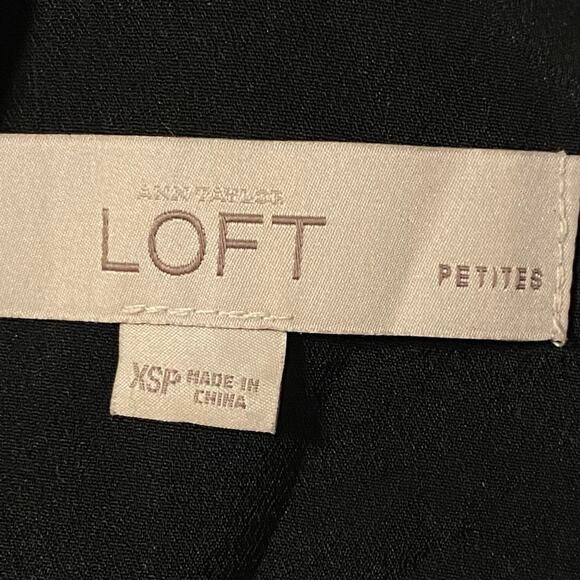 ANN TAYLOR
LOFT
PETITES
XSP MADE IN
CHINA